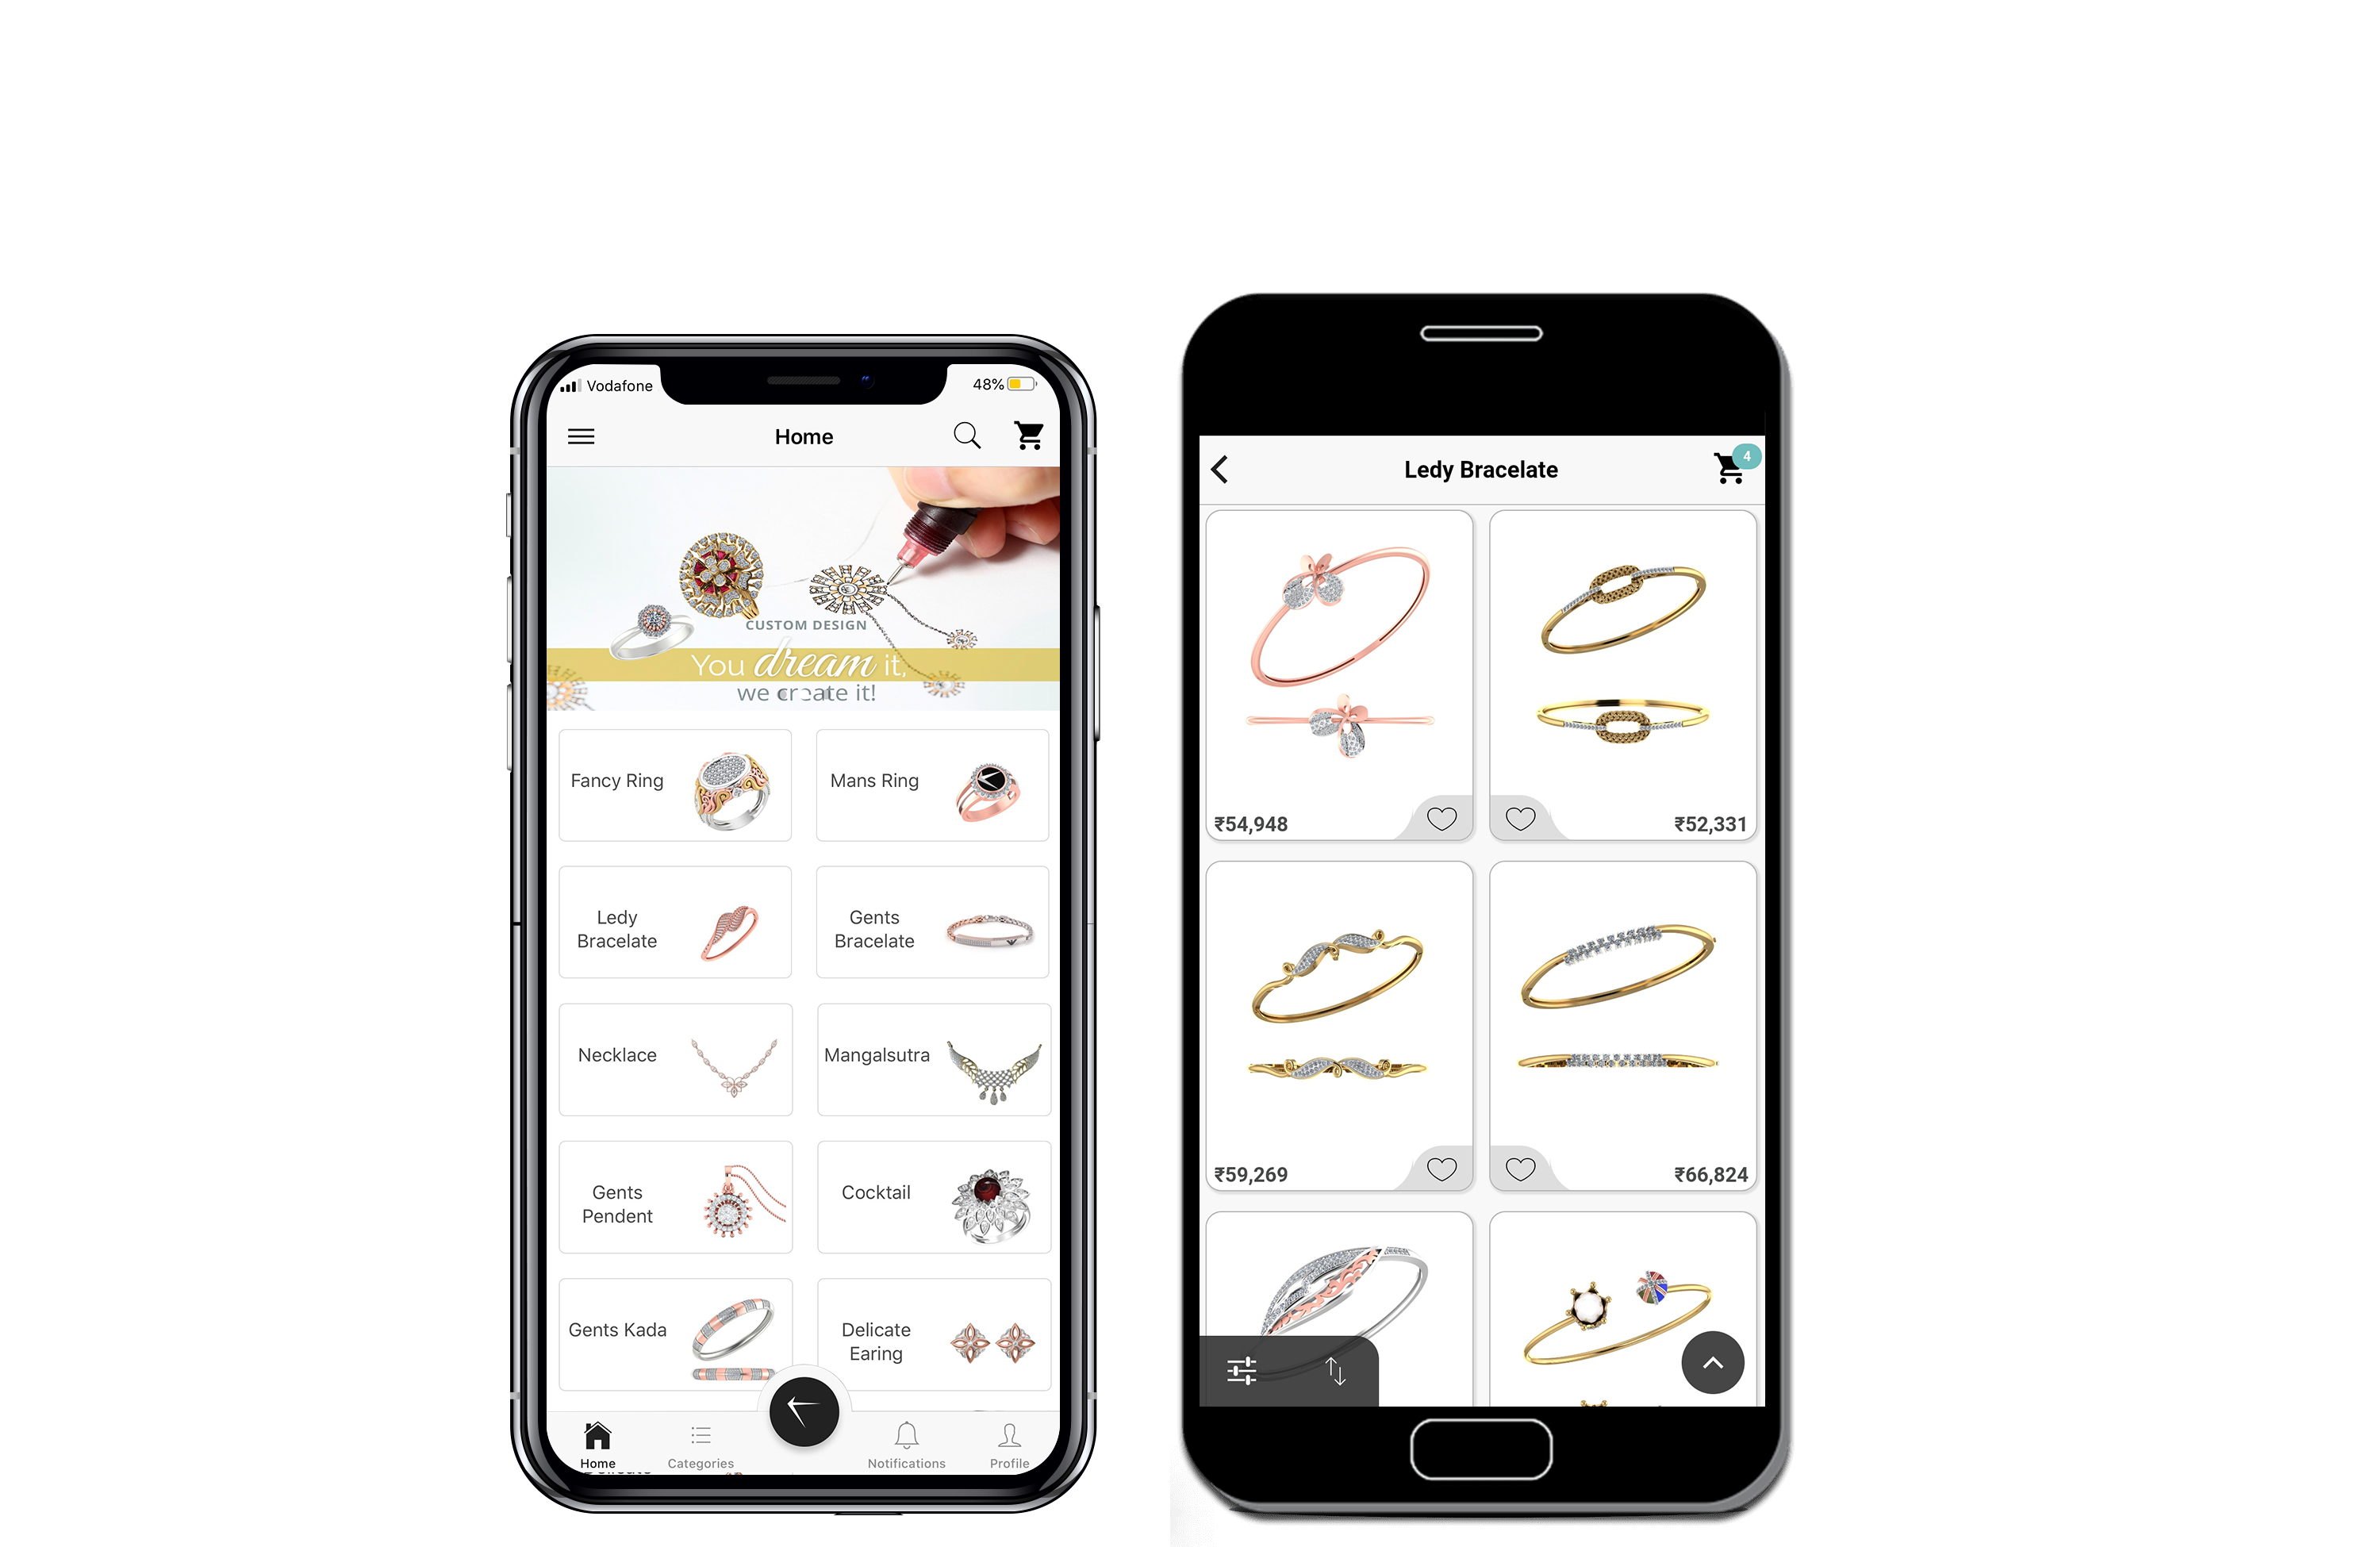 Vodafone
48%
Home
CUSTOM DESIGN
You dream it,
we create it!
Fancy Ring
Mans Ring
Ledy
Bracelate
Gents
Bracelate
Necklace
Mangalsutra
Gents
Pendent
Cocktail
Gents Kada
Delicate
Earing
Home
Categories
Notifications
Profile
Ledy Bracelate
4
₹54,948
₹52,331
₹59,269
₹66,824